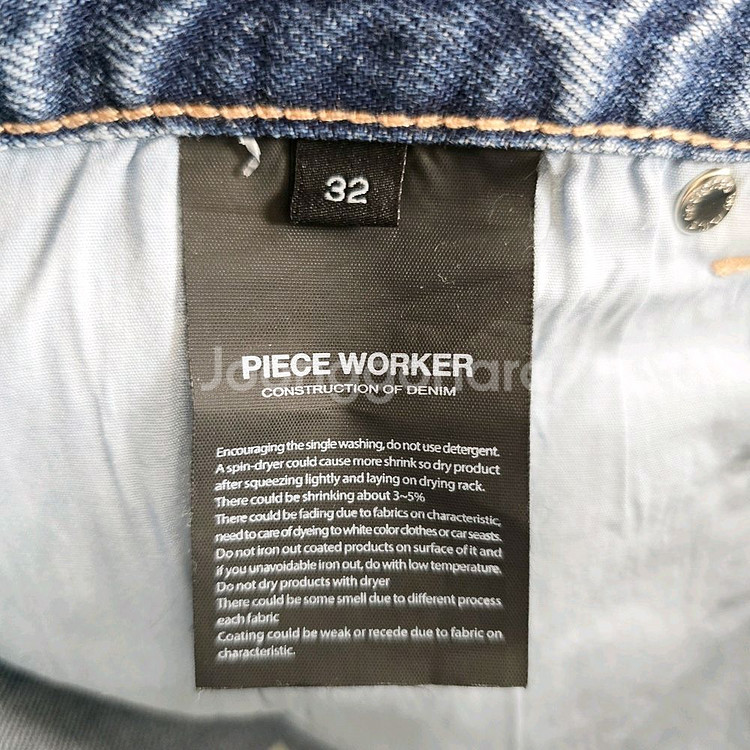 32
PIECE WORKER
CONSTRUCTION OF DENIM
Joonggonara
Encouraging the single washing, do not use detergent.
A spin-dryer could cause more shrink so dry product
after squeezing lightly and laying on drying rack.
There could be shrinking about 3~5%
There could be fading due to fabrics on characteristic,
need to care of dyeing to white color clothes or car seasts.
Do not iron out coated products on surface of it and
if you unavoidable iron out, do with low temperature.
Do not dry products with dryer
There could be some smell due to different process
each fabric
Coating could be weak or recede due to fabric on
characteristic.